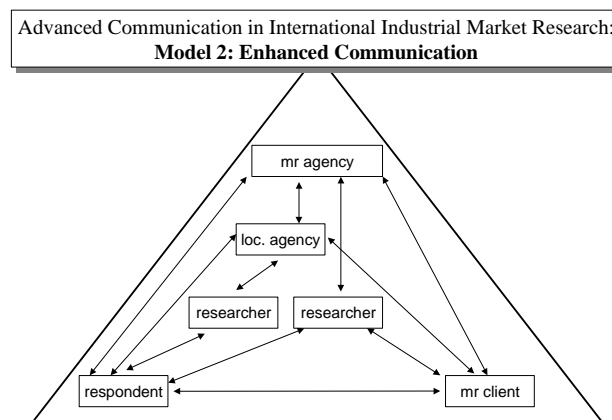 Advanced Communication in International Industrial Market Research:
Model 2: Enhanced Communication
mr agency
loc. agency
researcher researcher
respondent mr client